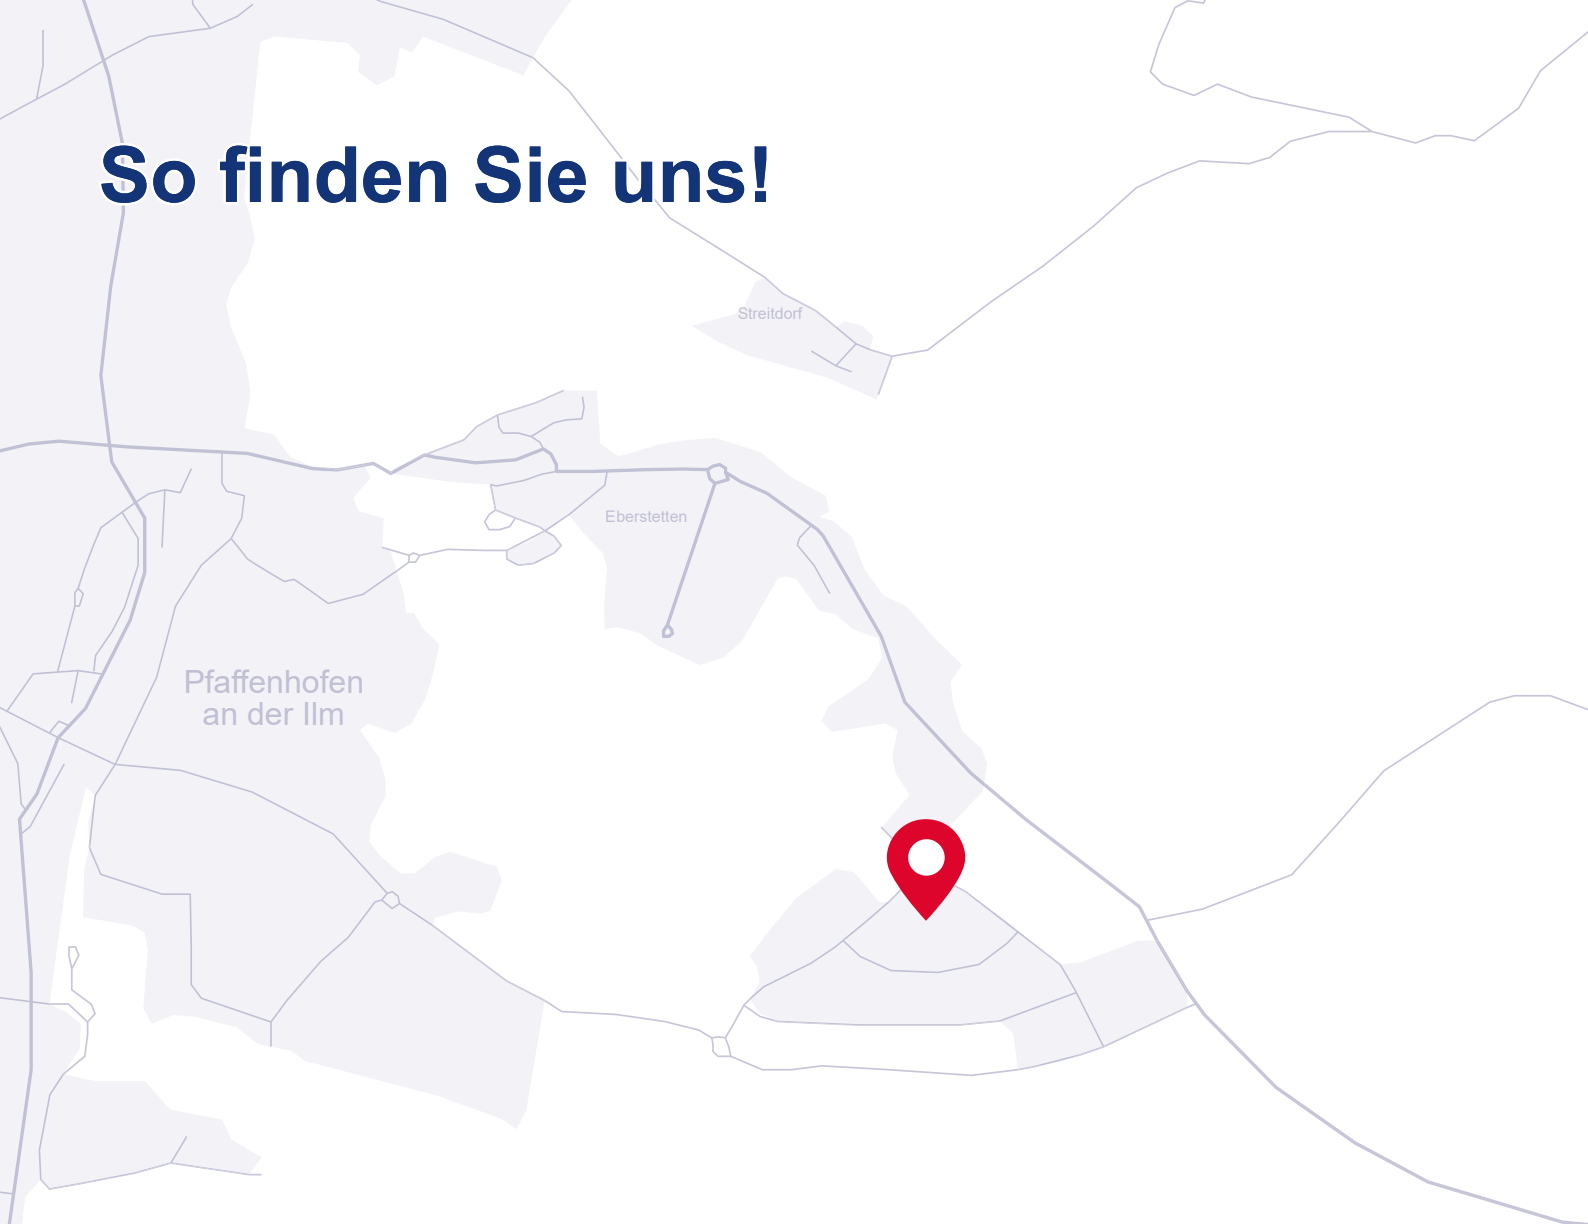 So finden Sie uns!
Streitdorf
Eberstetten
Pfaffenhofen
an der Ilm